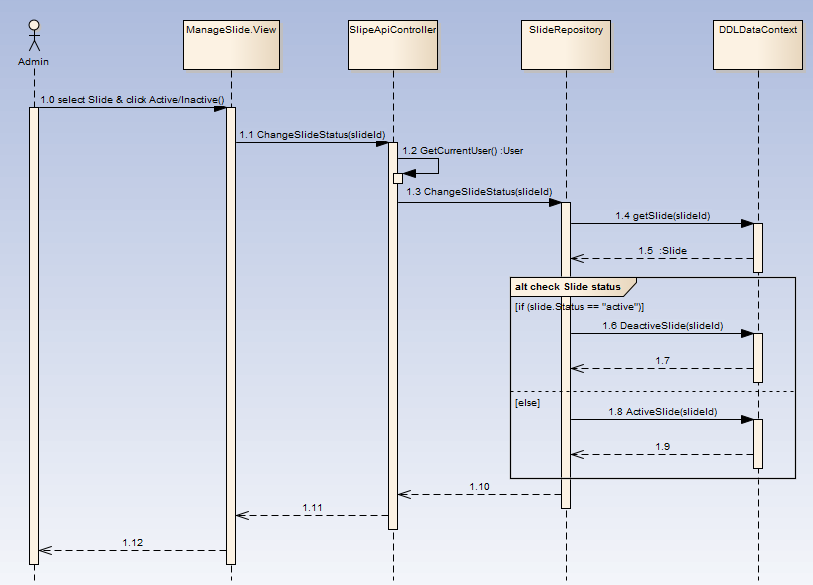 ManageSlide.View
SlipeApiController
SlideRepository
DDLDataContext
Admin
1.0 select Slide & click Active/Inactive()
1.1 ChangeSlideStatus(slideId)
1.2 GetCurrentUser() :User
1.3 ChangeSlideStatus(slideId)
1.4 getSlide(slideId)
1.5 :Slide
alt check Slide status
[if (slide.Status == "active")]
1.6 DeactiveSlide(slideId)
1.7
[else]
1.8 ActiveSlide(slideId)
1.9
1.10
1.11
1.12